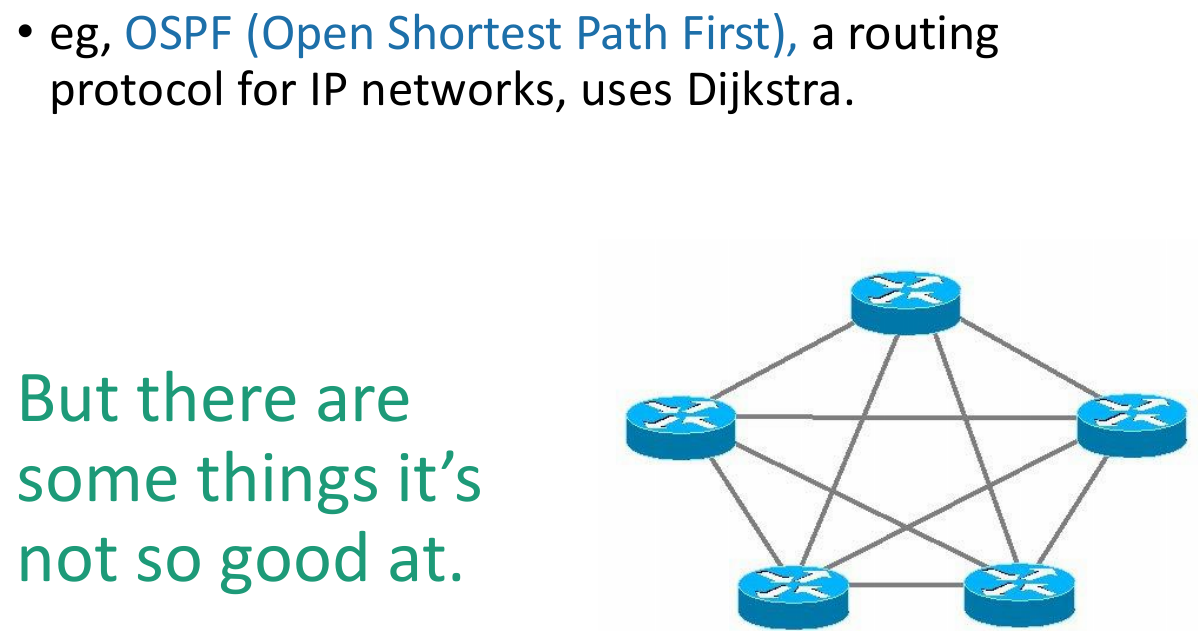 • eg, OSPF (Open Shortest Path First), a routing
protocol for IP networks, uses Dijkstra.
But there are
some things it’s
not so good at.